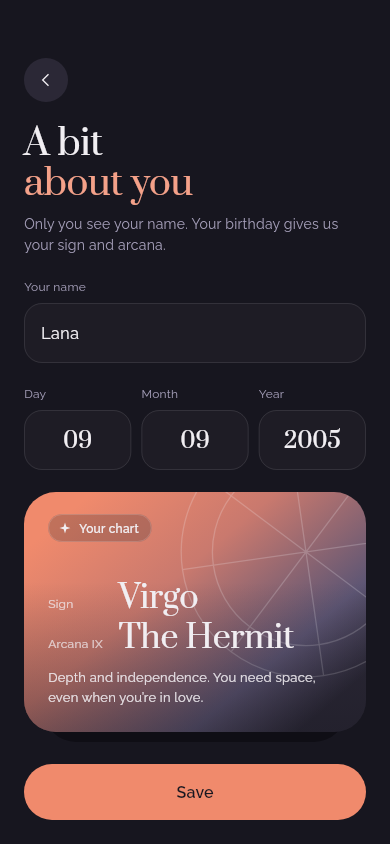 A bit
about you
Only you see your name. Your birthday gives us
your sign and arcana.
Your name
Lana
Day Month Year
09 09 2005
Your chart
Sign Virgo
Arcana IX The Hermit
Depth and independence. You need space,
even when you're in love.
Save